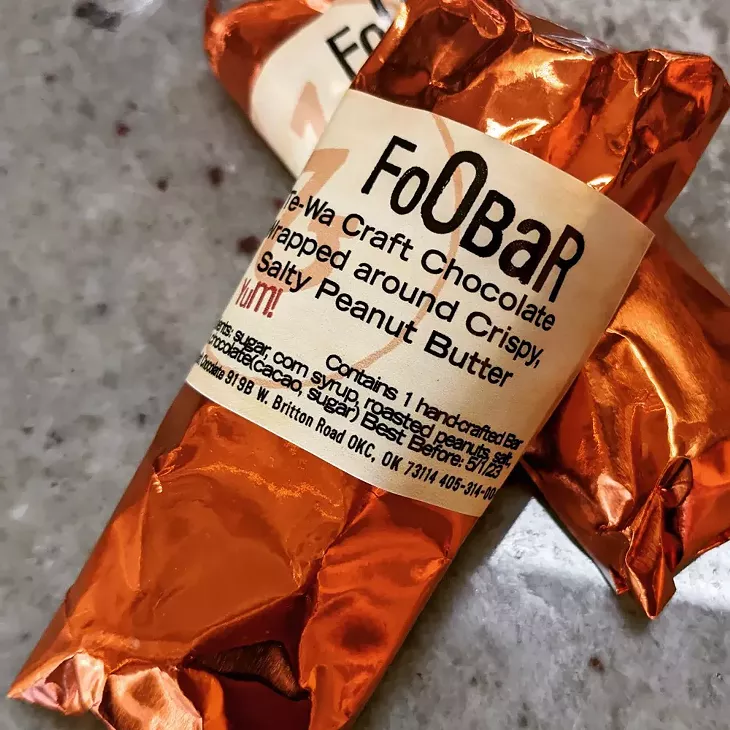 Fo
FoOBaR
Te-Wa Craft Chocolate
Wrapped around Crispy,
Salty Peanut Butter
Yum!
Contains 1 hand-crafted Bar
sugar, corn syrup, roasted peanuts, salt,
chocolate(cacao, sugar) Best Before: 5/1/23
Chocolate 919B W. Britton Road OKC, OK 73114 405-314-00